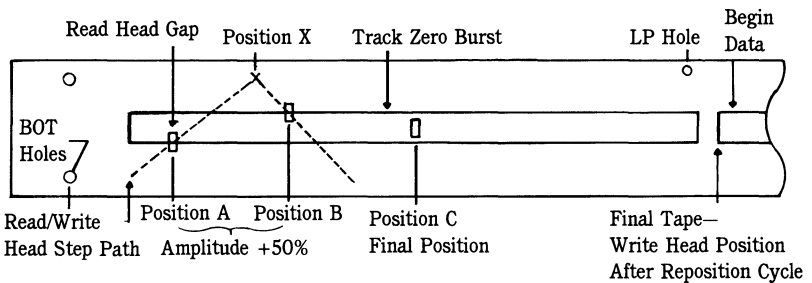 Read Head Gap
Position X
Track Zero Burst
LP Hole
Begin
Data
BOT
Holes
Read/Write
Head Step Path
Position A
Position B
Amplitude +50%
Position C
Final Position
Final Tape—
Write Head Position
After Reposition Cycle